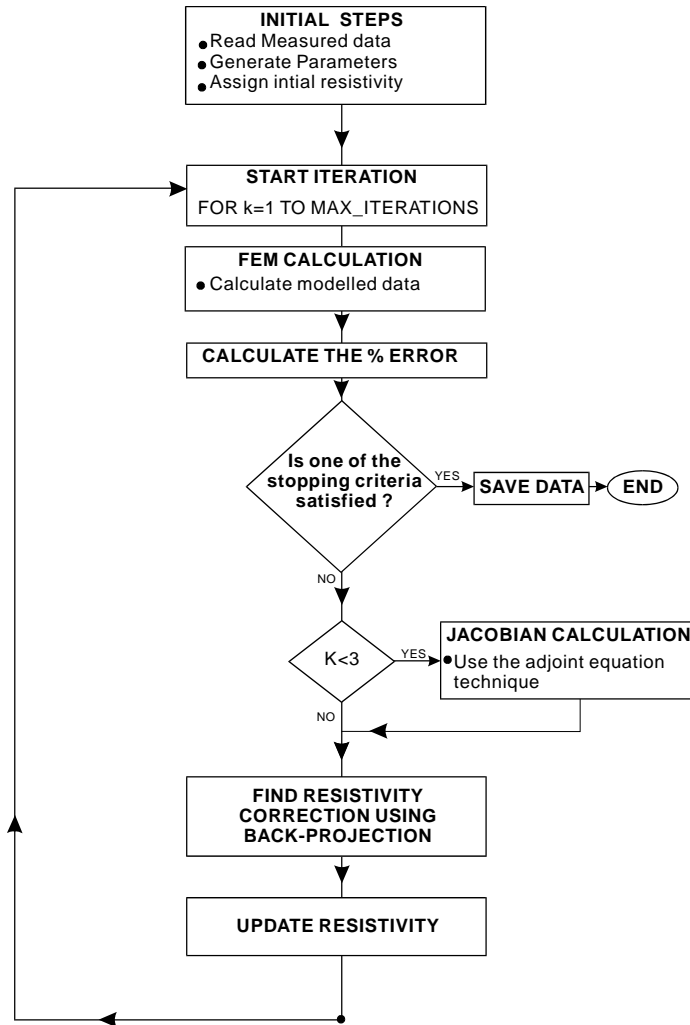 INITIAL STEPS
• Read Measured data
• Generate Parameters
• Assign intial resistivity
START ITERATION
FOR k=1 TO MAX_ITERATIONS
FEM CALCULATION
• Calculate modelled data
CALCULATE THE % ERROR
Is one of the
stopping criteria
satisfied ?
YES
SAVE DATA
END
NO
K<3
YES
JACOBIAN CALCULATION
• Use the adjoint equation
technique
NO
FIND RESISTIVITY
CORRECTION USING
BACK-PROJECTION
UPDATE RESISTIVITY